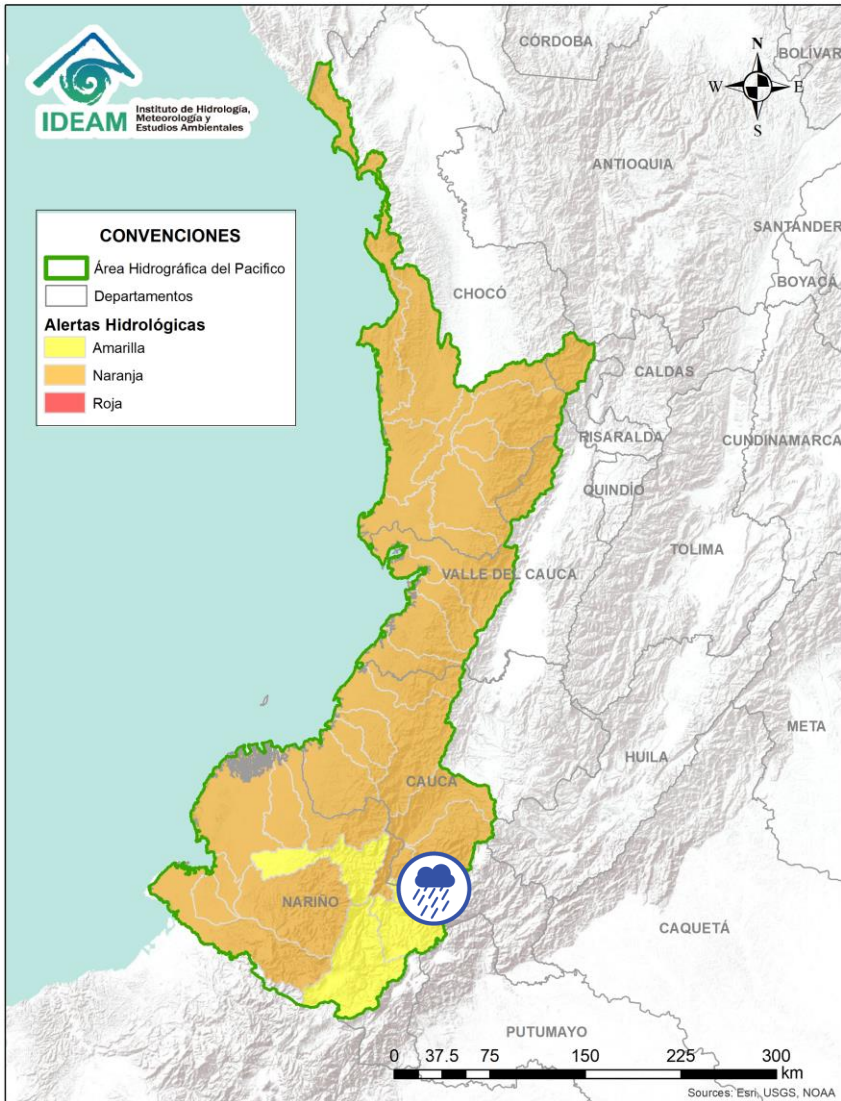 CÓRDOBA
BOLÍVAR
N
W E
S
IDEAM
Instituto de Hidrología,
Meteorología y
Estudios Ambientales
ANTIOQUIA
SANTANDER
BOYACÁ
CHOCÓ
CONVENCIONES
Área Hidrográfica del Pacifico
Departamentos
Alertas Hidrológicas
Amarilla
Naranja
Roja
CALDAS
RISARALDA
CUNDINAMARCA
QUINDÍO
TOLIMA
VALLE DEL CAUCA
META
HUILA
CAUCA
NARIÑO
CAQUETÁ
PUTUMAYO
0 37.5 75 150 225 300
km
Sources: Esri, USGS, NOAA